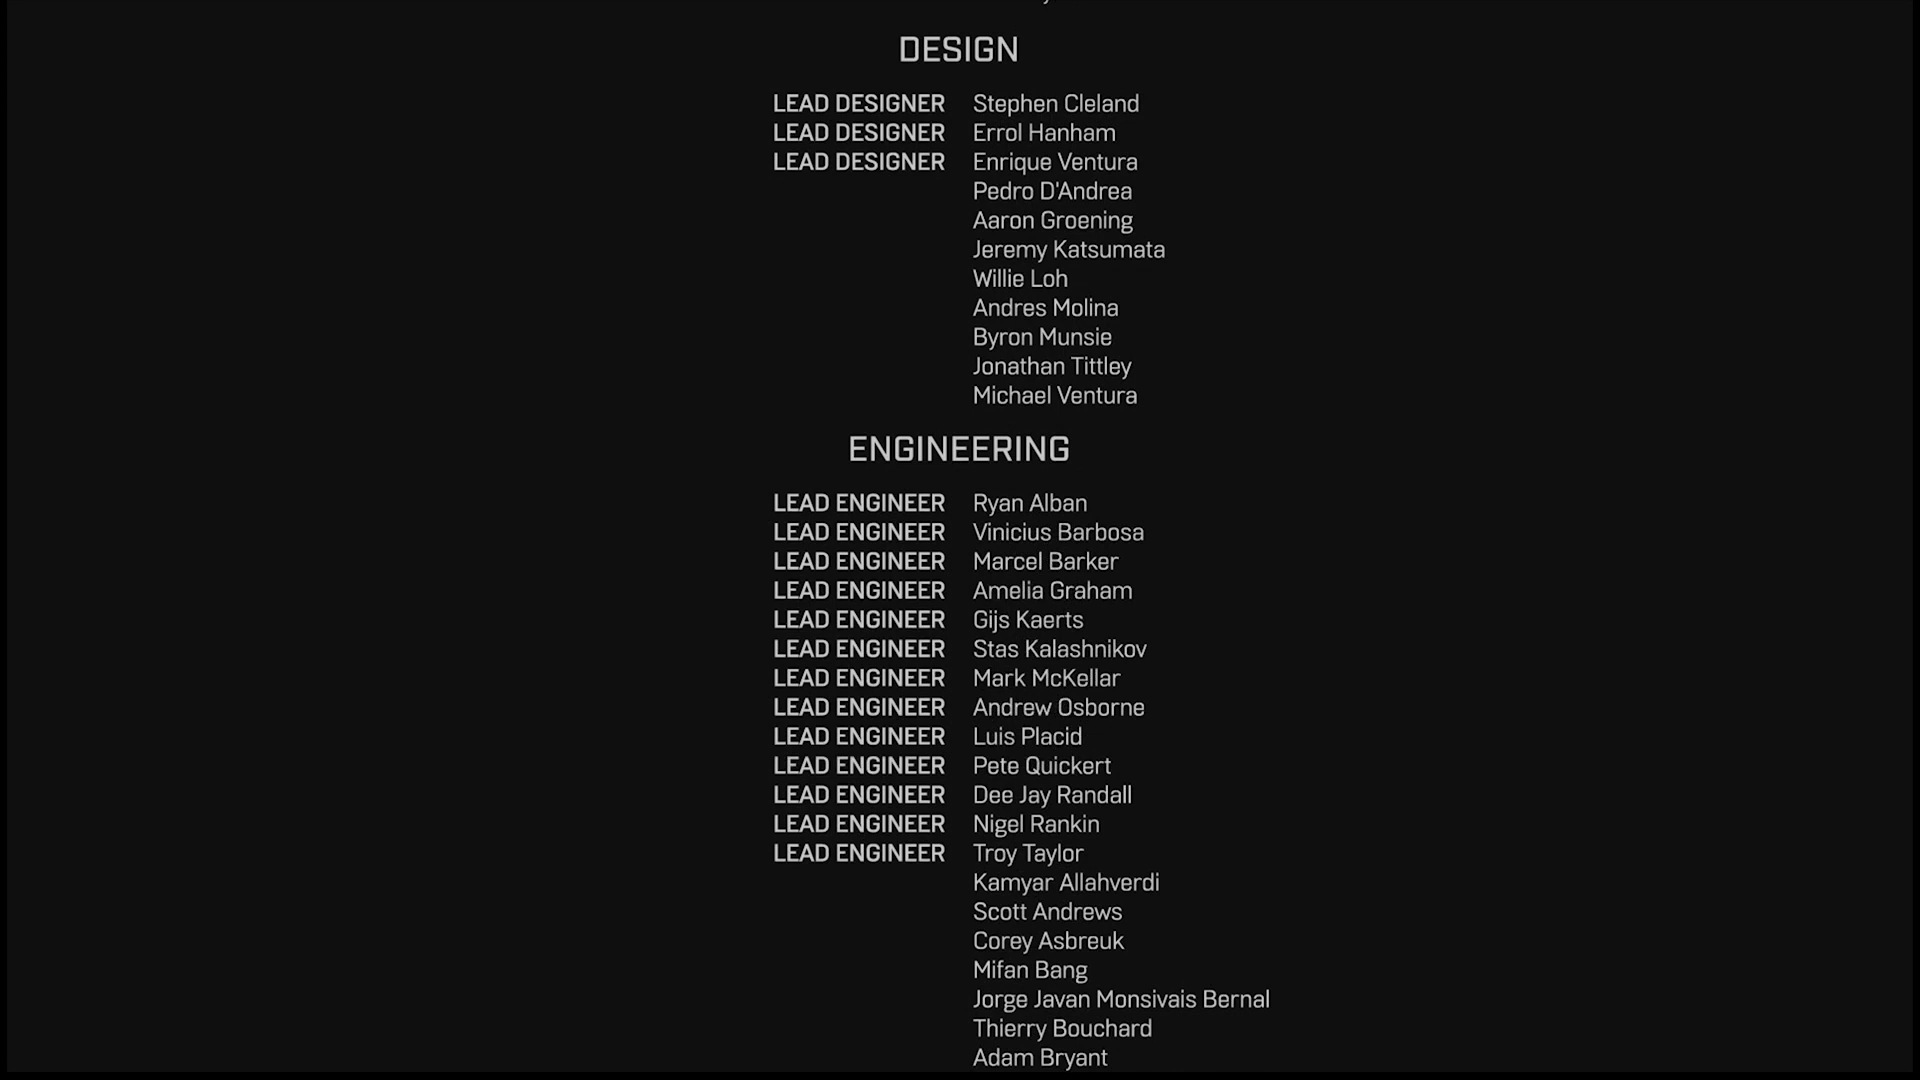 DESIGN
LEAD DESIGNER Stephen Cleland
LEAD DESIGNER Errol Hanham
LEAD DESIGNER Enrique Ventura
Pedro D'Andrea
Aaron Groening
Jeremy Katsumata
Willie Loh
Andres Molina
Byron Munsie
Jonathan Tittley
Michael Ventura
ENGINEERING
LEAD ENGINEER Ryan Alban
LEAD ENGINEER Vinicius Barbosa
LEAD ENGINEER Marcel Barker
LEAD ENGINEER Amelia Graham
LEAD ENGINEER Gijs Kaerts
LEAD ENGINEER Stas Kalashnikov
LEAD ENGINEER Mark McKellar
LEAD ENGINEER Andrew Osborne
LEAD ENGINEER Luis Placid
LEAD ENGINEER Pete Quickert
LEAD ENGINEER Dee Jay Randall
LEAD ENGINEER Nigel Rankin
LEAD ENGINEER Troy Taylor
Kamyar Allahverdi
Scott Andrews
Corey Asbreuk
Mifan Bang
Jorge Javan Monsivais Bernal
Thierry Bouchard
Adam Bryant